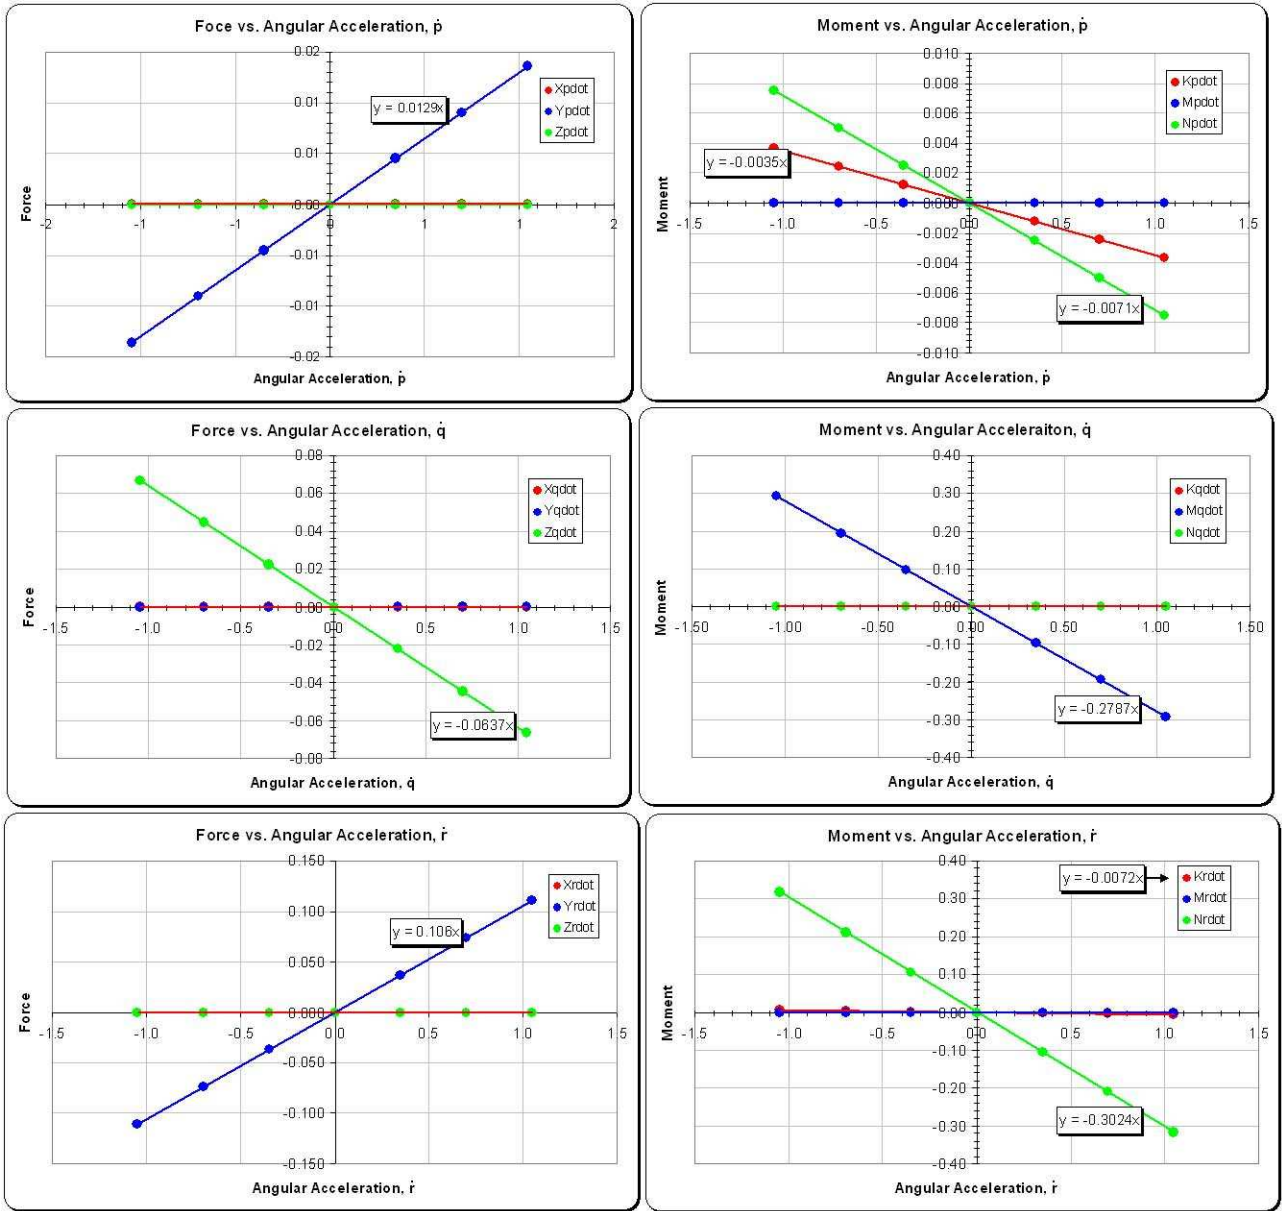 Foce vs. Angular Acceleration, ṗ
0.02
0.01
0.01
0.00
-0.01
-0.01
-0.02
-2
-1
-1
0
1
1
2
y = 0.0129x
Xpdot
Ypdot
Zpdot
Force
Angular Acceleration, ṗ
Moment vs. Angular Acceleration, ṗ
0.010
0.008
0.006
0.004
0.002
0.000
-0.002
-0.004
-0.006
-0.008
-0.010
-1.5
-1.0
-0.5
0.0
0.5
1.0
1.5
y = -0.0035x
y = -0.0071x
Kpdot
Mpdot
Npdot
Moment
Angular Acceleration, ṗ
Force vs. Angular Acceleration, q̇
0.08
0.06
0.04
0.02
0.00
-0.02
-0.04
-0.06
-0.08
-1.5
-1.0
-0.5
0.0
0.5
1.0
1.5
y = -0.0637x
Xqdot
Yqdot
Zqdot
Force
Angular Acceleration, q̇
Moment vs. Angular Acceleraiton, q̇
0.40
0.30
0.20
0.10
0.00
-0.10
-0.20
-0.30
-0.40
-1.50
-1.00
-0.50
0.00
0.50
1.00
1.50
y = -0.2787x
Kqdot
Mqdot
Nqdot
Moment
Angular Acceleration, q̇
Force vs. Angular Acceleration, ṙ
0.150
0.100
0.050
0.000
-0.050
-0.100
-0.150
-1.5
-1.0
-0.5
0.0
0.5
1.0
1.5
y = 0.106x
Xrdot
Yrdot
Zrdot
Force
Angular Acceleration, ṙ
Moment vs. Angular Acceleration, ṙ
0.40
0.30
0.20
0.10
0.00
-0.10
-0.20
-0.30
-0.40
-1.5
-1.0
-0.5
0.0
0.5
1.0
1.5
y = -0.0072x
y = -0.3024x
Krdot
Mrdot
Nrdot
Moment
Angular Acceleration, ṙ